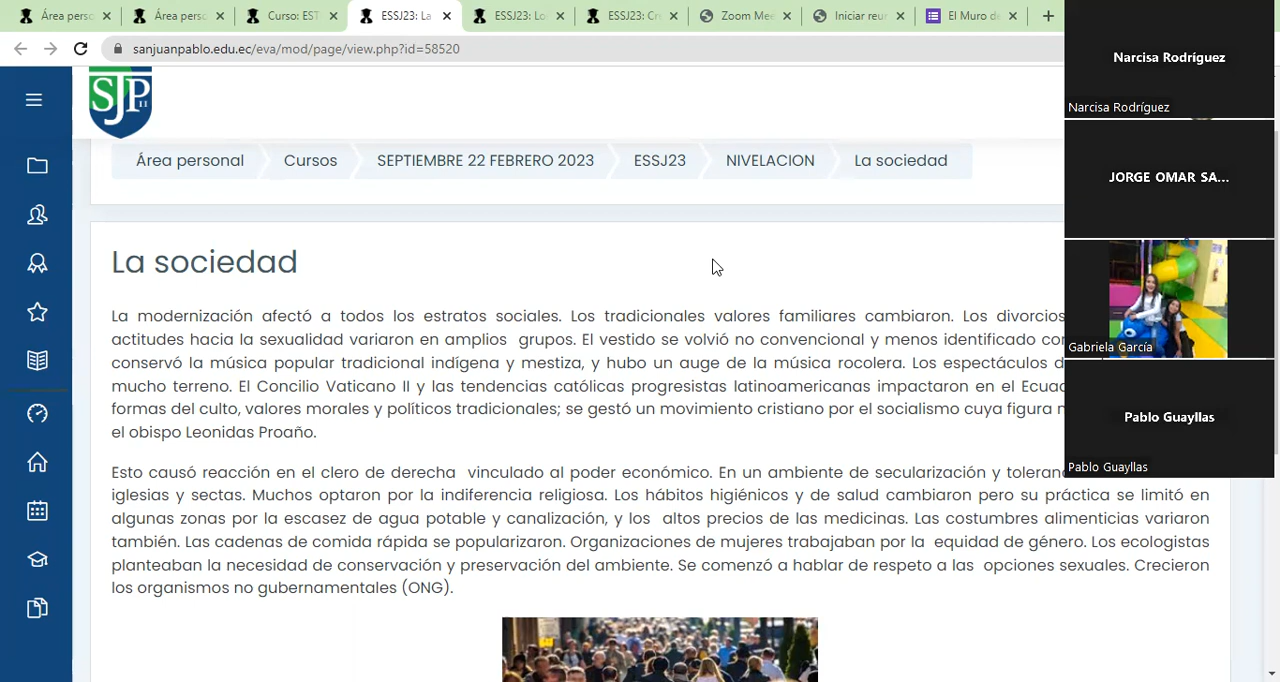 Área perso
Área perso
Curso: EST
ESSJ23: La
ESSJ23: Lo
ESSJ23: Cr
Zoom Mee
Iniciar reu
El Muro de
sanjuanpablo.edu.ec/eva/mod/page/view.php?id=58520
SJP II
Área personal
Cursos
SEPTIEMBRE 22 FEBRERO 2023
ESSJ23
NIVELACION
La sociedad
La sociedad
La modernización afectó a todos los sectores sociales. Los tradicionales valores familiares cambiaron. Los divorcios
actitudes hacia la sexualidad variaron en amplios grupos. El vestido se volvió no convencional y menos identificado con
conservó la música popular tradicional indígena y mestiza, y hubo un auge de la música rocolera. Los espectáculos d
mucho terreno. El Concilio Vaticano II y las tendencias católicas progresistas latinoamericanas impactaron en el Ecua
formas del culto, valores morales y políticos tradicionales; se gestó un movimiento cristiano por el socialismo cuya figura
el obispo Leonidas Proaño.
Esto causó reacción en el clero de derecha vinculado al poder económico. En un ambiente de secularización y toleran
iglesias y sectas. Muchos optaron por la indiferencia religiosa. Los hábitos higiénicos y de salud cambiaron pero su práctica se limitó en
algunas zonas por la escasez de agua potable y canalización, y los altos precios de las medicinas. Las costumbres alimenticias variaron
también. Las cadenas de comida rápida se popularizaron. Organizaciones de mujeres trabajaban por la equidad de género. Los ecologistas
planteaban la necesidad de conservación y preservación del ambiente. Se comenzó a hablar de respeto a las opciones sexuales. Crecieron
los organismos no gubernamentales (ONG).
Narcisa Rodríguez
Narcisa Rodríguez
JORGE OMAR SA...
Gabriela García
Pablo Guayllas
Pablo Guayllas